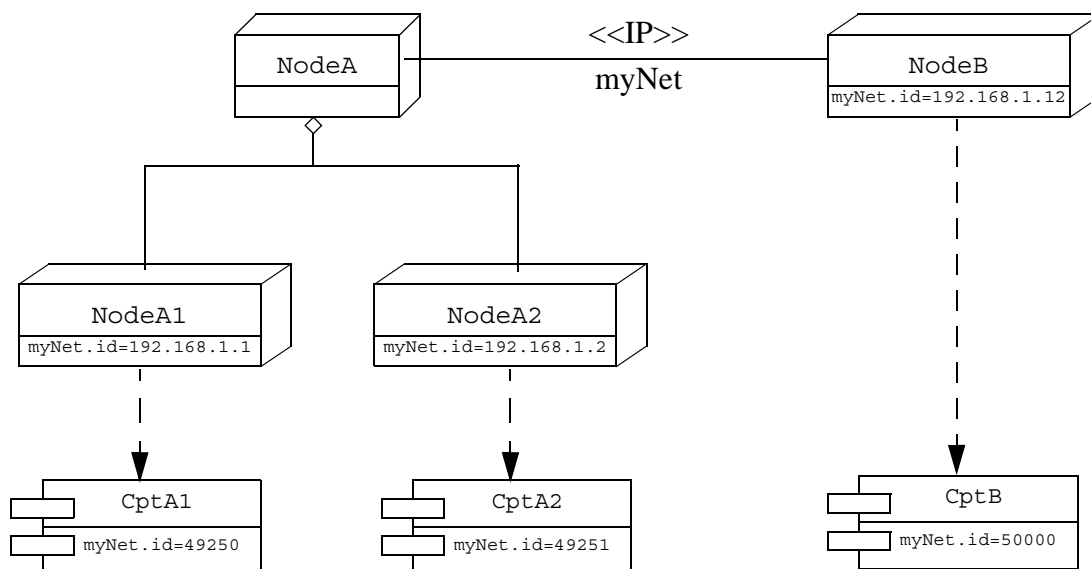 <<IP>>
NodeA
NodeB
myNet
myNet.id=192.168.1.12
NodeA1
NodeA2
myNet.id=192.168.1.1
myNet.id=192.168.1.2
CptA1
CptA2
CptB
myNet.id=49250
myNet.id=49251
myNet.id=50000